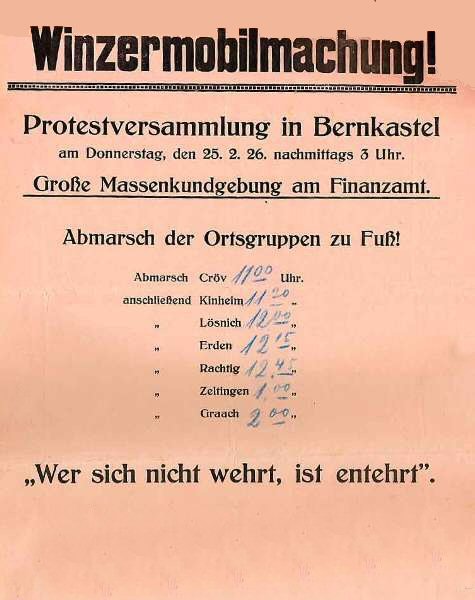 Winzermobilmachung!
Protestversammlung in Bernkastel
am Donnerstag, den 25. 2. 26. nachmittags 3 Uhr.
Große Massenkundgebung am Finanzamt.
Abmarsch der Ortsgruppen zu Fuß!
Abmarsch Cröv 11 00 Uhr.
anschließend Kinheim 11 20 „
„ Lösnich 12 00 „
„ Erden 12 15 „
„ Rachtig 12.45 „
„ Zeltingen 1.00 „
„ Graach 2 00 „
„Wer sich nicht wehrt, ist entehrt”.